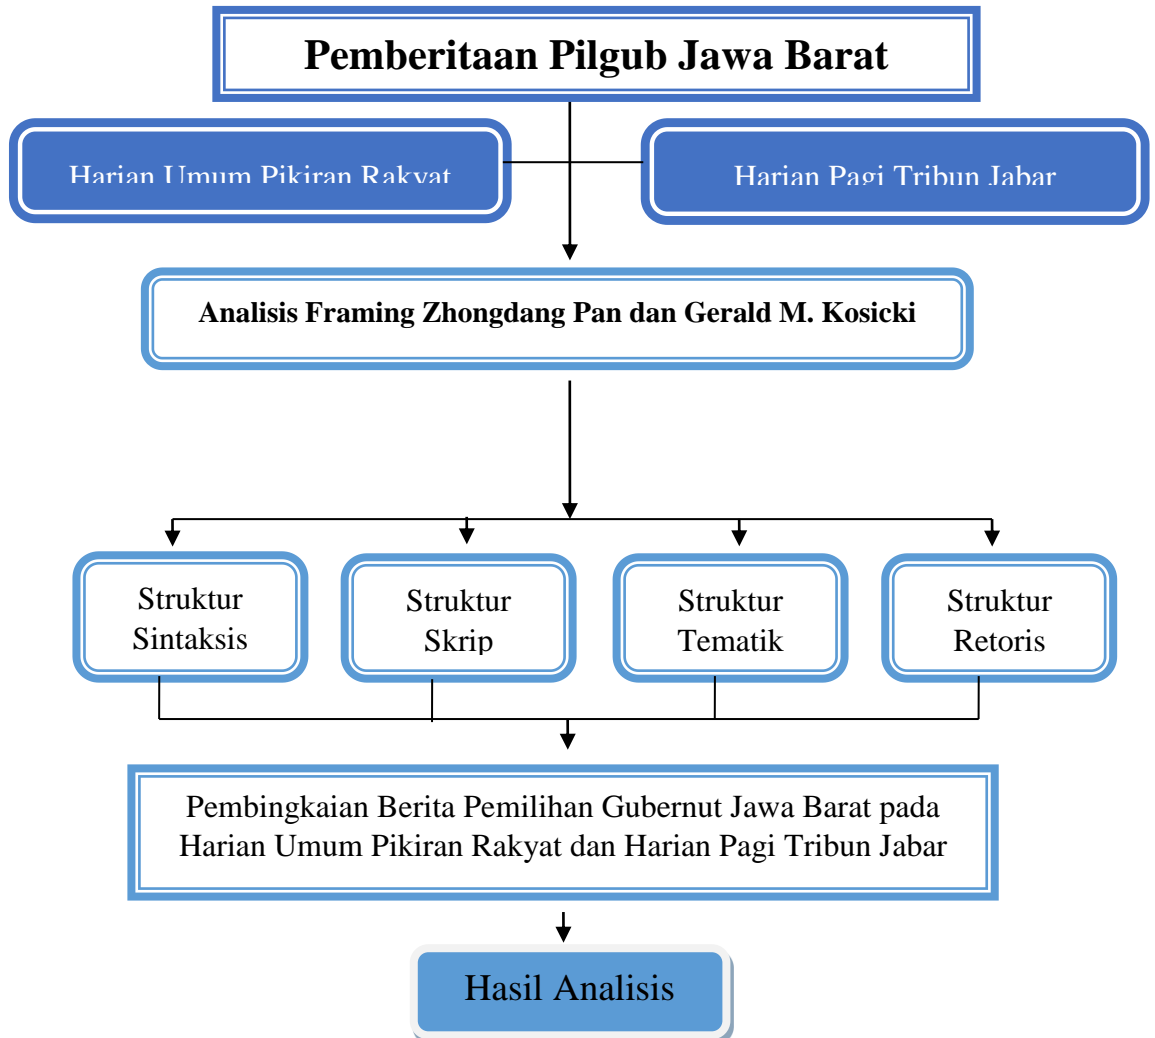 Pemberitaan Pilgub Jawa Barat
Harian Umum Pikiran Rakyat
Harian Pagi Tribun Jabar
Analisis Framing Zhongdang Pan dan Gerald M. Kosicki
Struktur
Sintaksis
Struktur
Skrip
Struktur
Tematik
Struktur
Retoris
Pembingkaian Berita Pemilihan Gubernut Jawa Barat pada
Harian Umum Pikiran Rakyat dan Harian Pagi Tribun Jabar
Hasil Analisis